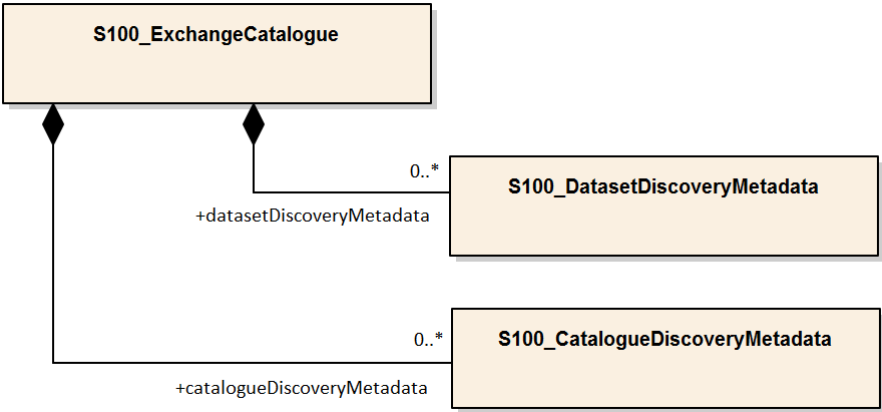 S100_ExchangeCatalogue
0..*
S100_DatasetDiscoveryMetadata
+datasetDiscoveryMetadata
0..*
S100_CatalogueDiscoveryMetadata
+catalogueDiscoveryMetadata